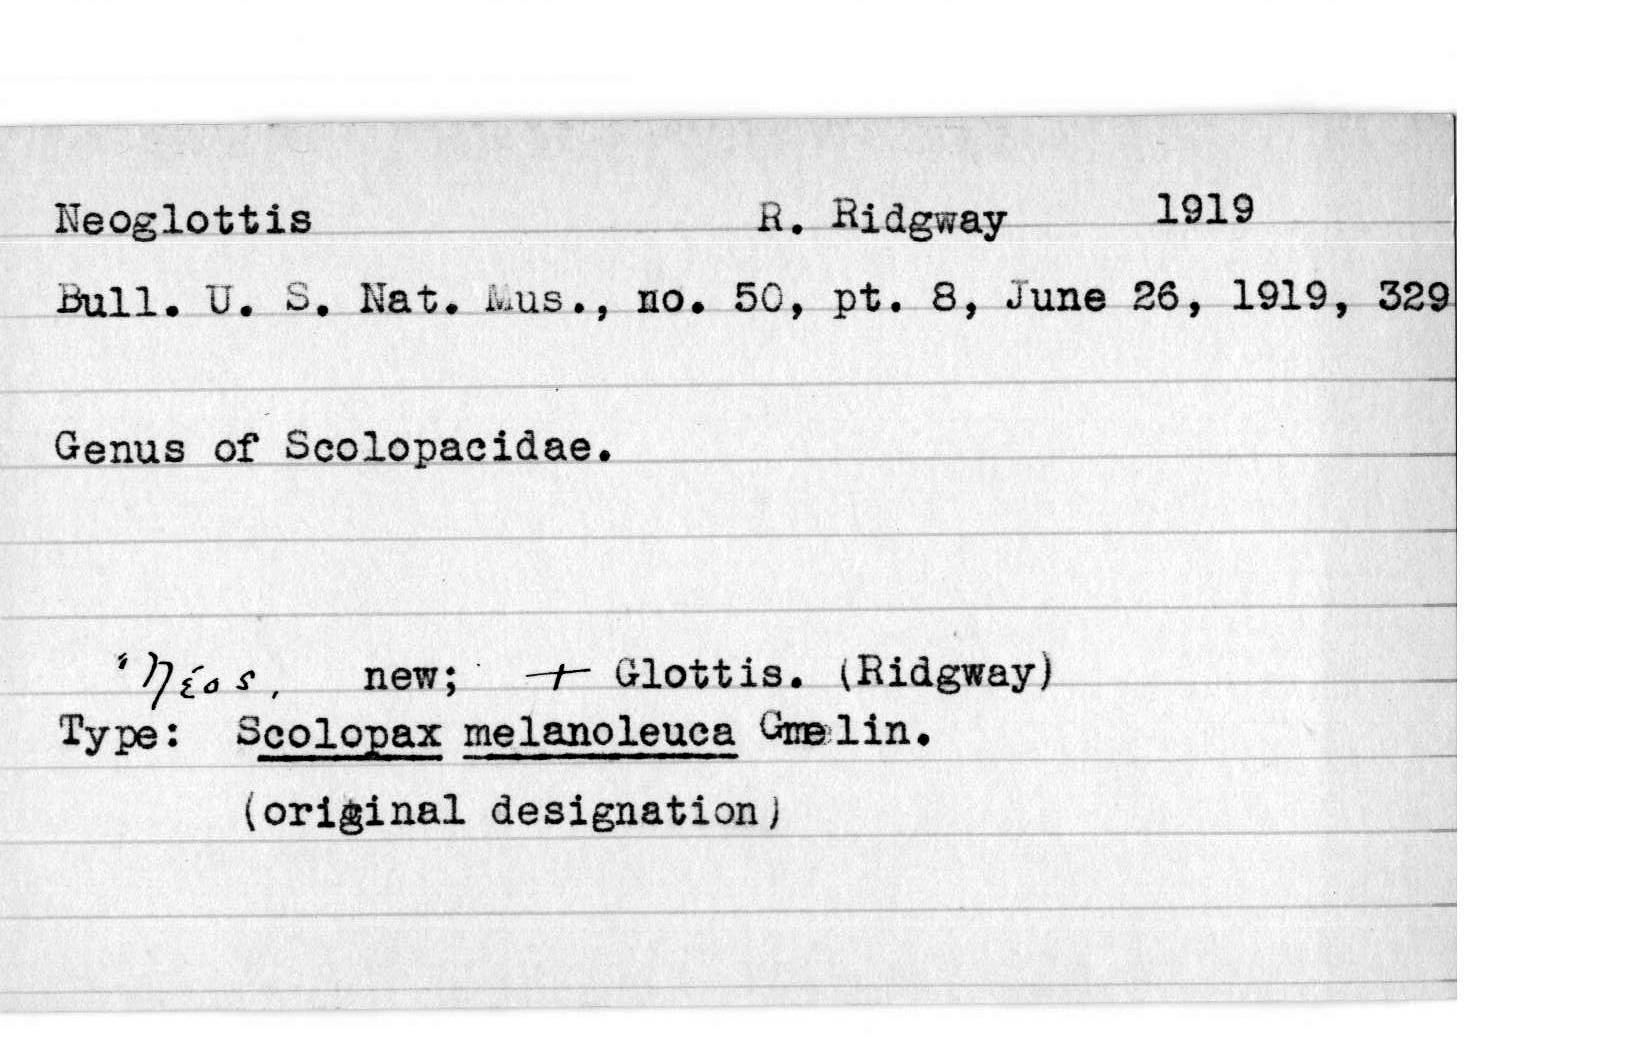 Neoglottis R. Ridgway 1919
Bull. U. S. Nat. Mus., no. 50, pt. 8, June 26, 1919, 329
Genus of Scolopacidae.
‘ηέος, new; + Glottis. (Ridgway)
Type: Scolopax melanoleuca Gmelin.
(original designation)